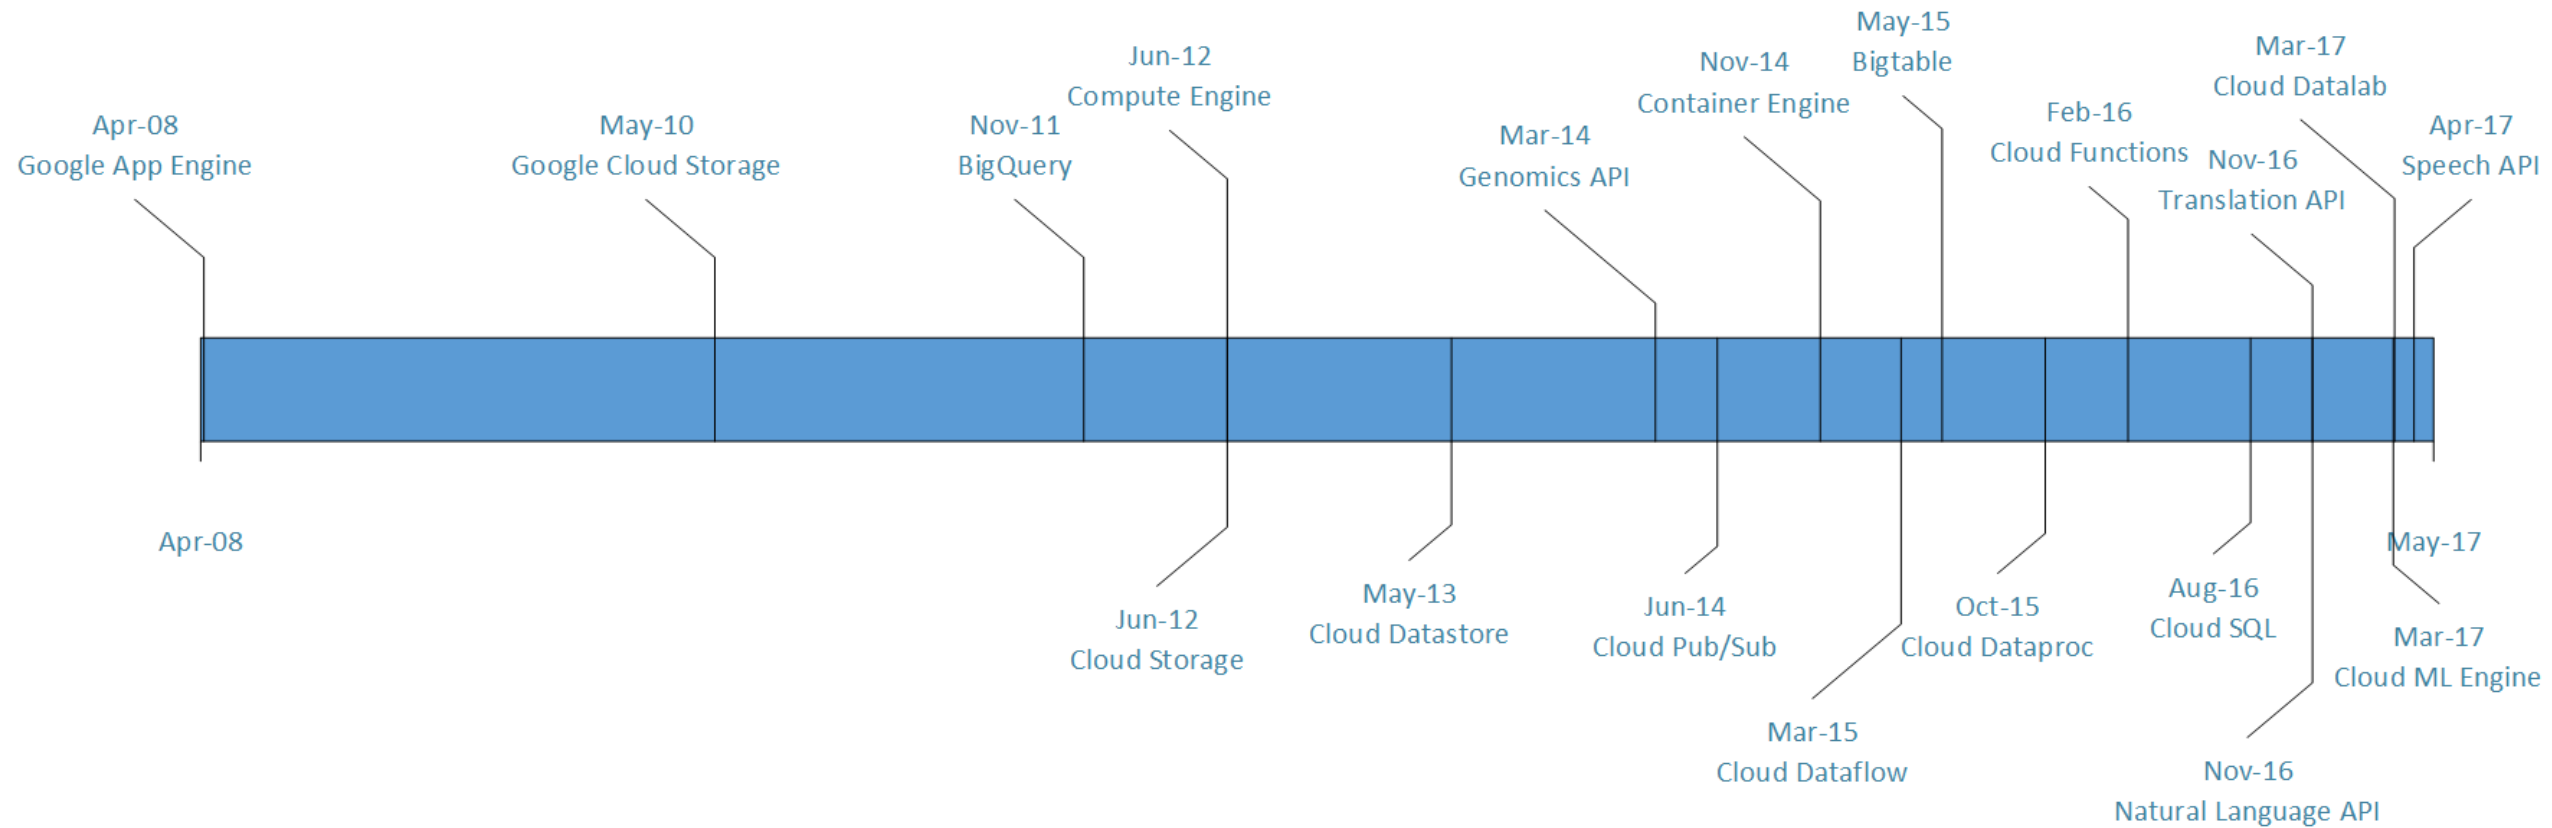 Apr-08
Google App Engine
May-10
Google Cloud Storage
Nov-11
BigQuery
Jun-12
Compute Engine
Mar-14
Genomics API
Nov-14
Container Engine
May-15
Bigtable
Feb-16
Cloud Functions
Nov-16
Translation API
Mar-17
Cloud Datalab
Apr-17
Speech API
Apr-08
May-17
Jun-12
Cloud Storage
May-13
Cloud Datastore
Jun-14
Cloud Pub/Sub
Mar-15
Cloud Dataflow
Oct-15
Cloud Dataproc
Aug-16
Cloud SQL
Nov-16
Natural Language API
Mar-17
Cloud ML Engine